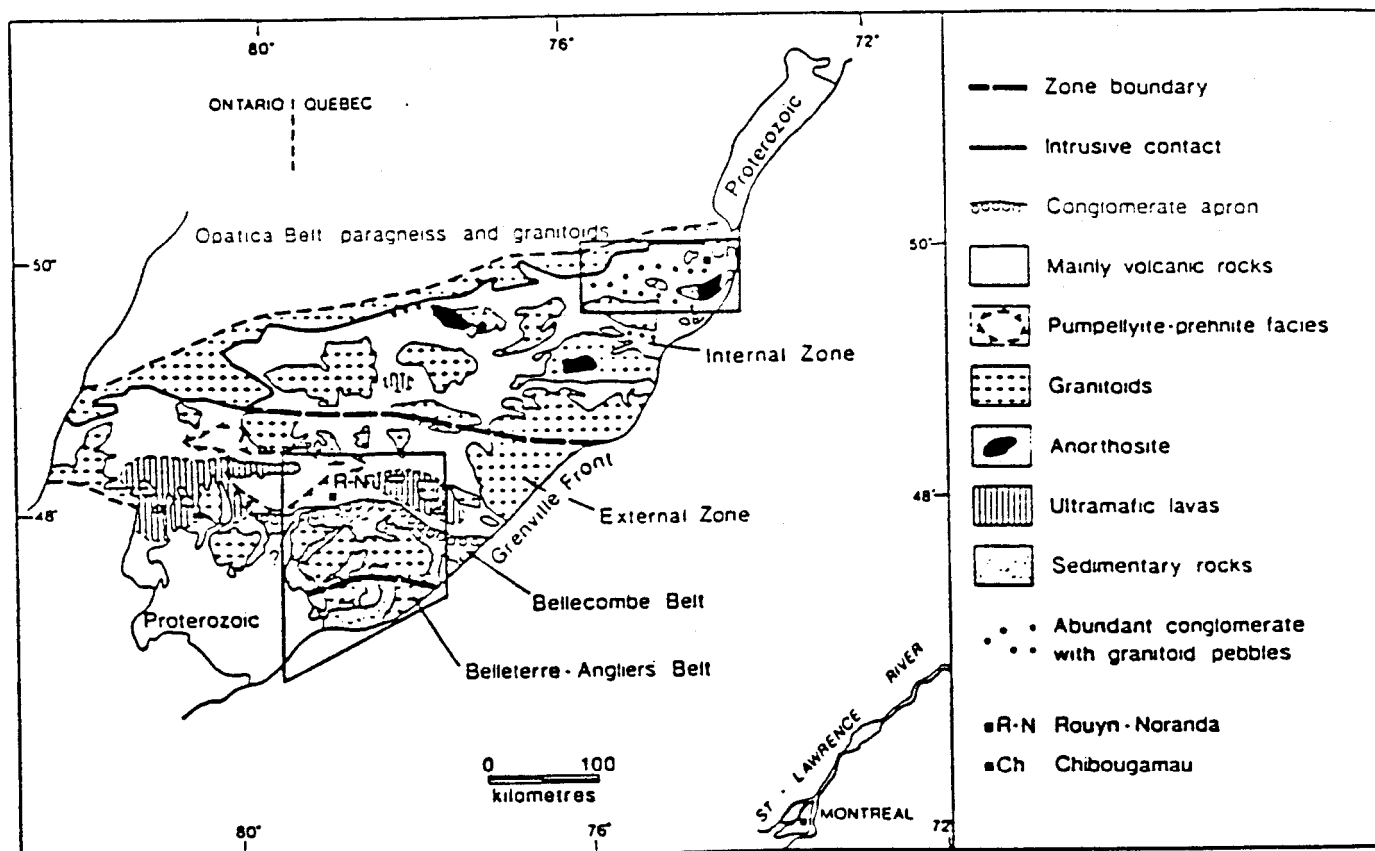 80°
76°
72°
ONTARIO | QUEBEC
Proterozoic
Opatica Belt paragneiss and granitoids
50°
50°
Ch
Internal Zone
R-N
48°
48°
External Zone
Grenville Front
?
Bellecombe Belt
Proterozoic
Belleterre-Angliers Belt
0 100
kilometres
ST. LAWRENCE RIVER
MONTREAL
80°
76°
72°
Zone boundary
Intrusive contact
Conglomerate apron
Mainly volcanic rocks
Pumpellyite-prehnite facies
Granitoids
Anorthosite
Ultramafic lavas
Sedimentary rocks
Abundant conglomerate
with granitoid pebbles
R-N Rouyn-Noranda
Ch Chibougamau